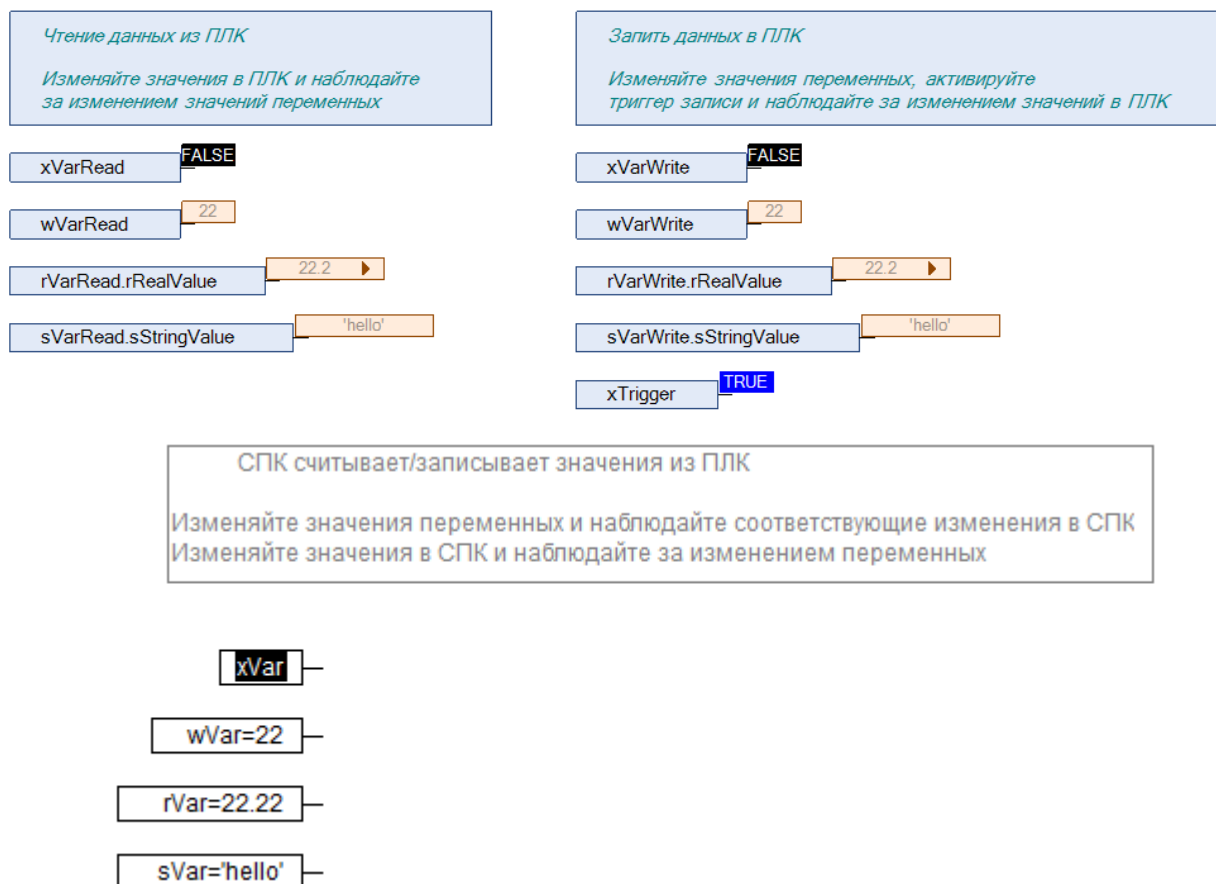 Чтение данных из ПЛК
Изменяйте значения в ПЛК и наблюдайте
за изменением значений переменных
xVarRead FALSE
wVarRead 22
rVarRead.rRealValue 22.2
sVarRead.sStringValue 'hello'
Запить данных в ПЛК
Изменяйте значения переменных, активируйте
триггер записи и наблюдайте за изменением значений в ПЛК
xVarWrite FALSE
wVarWrite 22
rVarWrite.rRealValue 22.2
sVarWrite.sStringValue 'hello'
xTrigger TRUE
СПК считывает/записывает значения из ПЛК
Изменяйте значения переменных и наблюдайте соответствующие изменения в СПК
Изменяйте значения в СПК и наблюдайте за изменением переменных
xVar
wVar=22
rVar=22.22
sVar='hello'